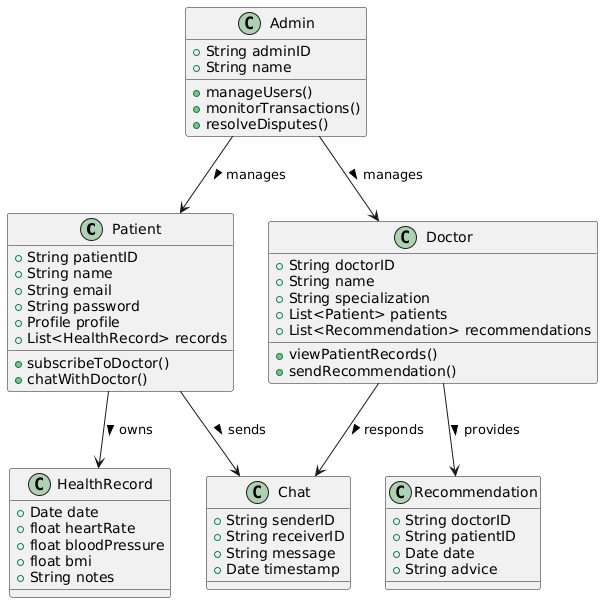 C Admin
+ String adminID
+ String name
+ manageUsers()
+ monitorTransactions()
+ resolveDisputes()
manages
manages
C Patient
String patientID
String name
String email
String password
Profile profile
List<HealthRecord> records
subscribeToDoctor()
chatWithDoctor()
C Doctor
String doctorID
String name
String specialization
List<Patient> patients
List<Recommendation> recommendations
viewPatientRecords()
sendRecommendation()
owns
sends
responds
provides
C HealthRecord
Date date
float heartRate
float bloodPressure
float bmi
String notes
C Chat
String senderID
String receiverID
String message
Date timestamp
C Recommendation
String doctorID
String patientID
Date date
String advice